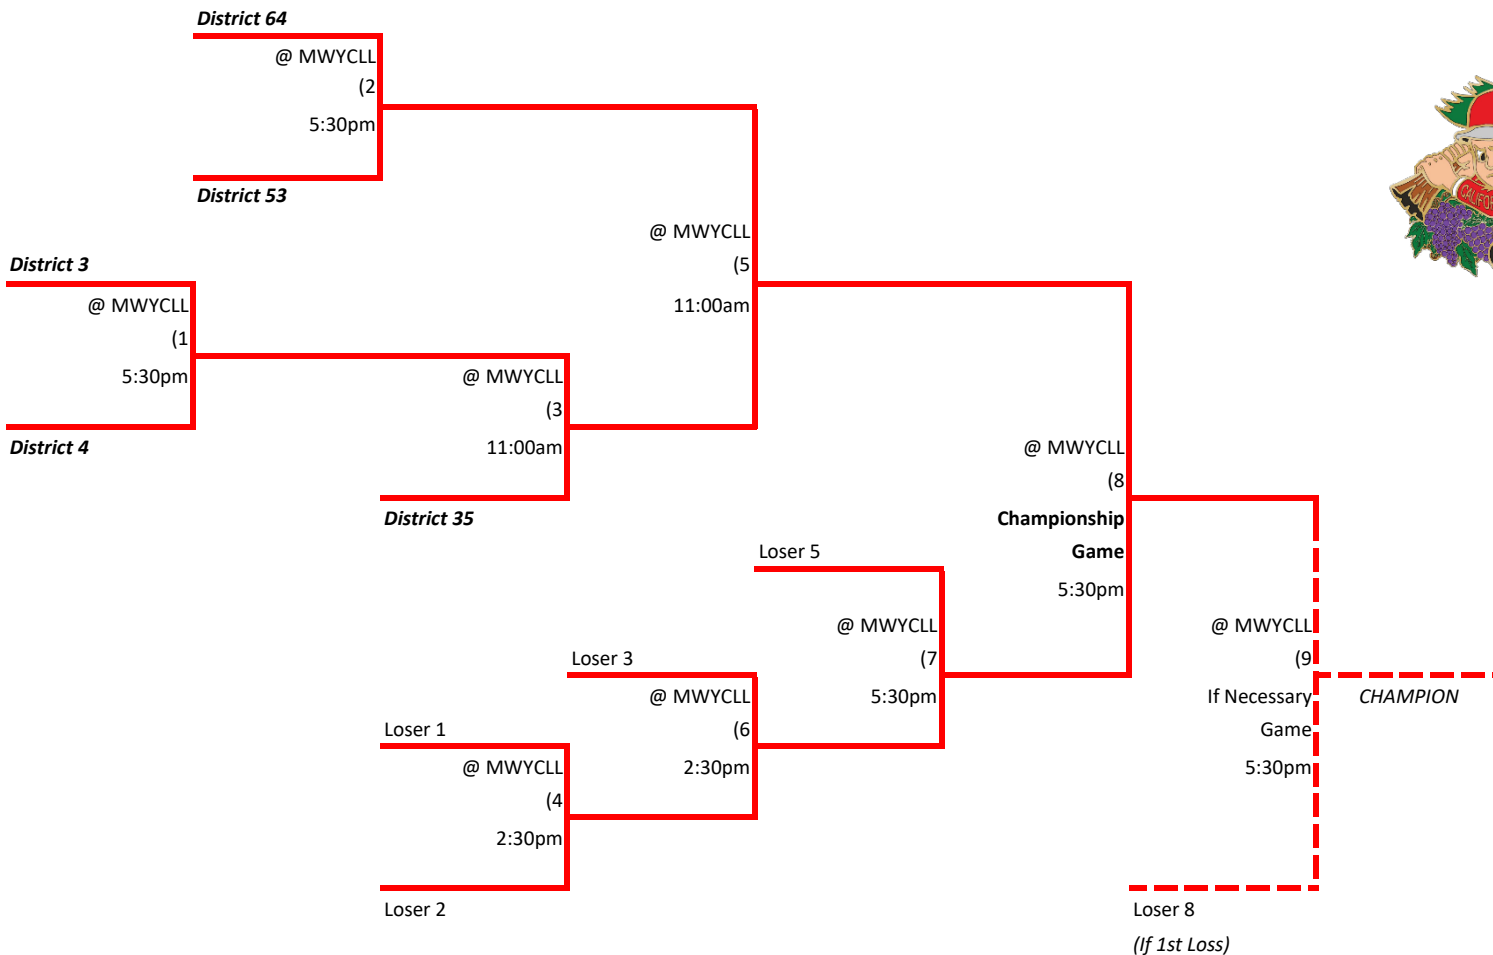 District 64
@ MWYCLL
(2
5:30pm
District 53
@ MWYCLL
(5
11:00am
District 3
@ MWYCLL
(1
5:30pm
District 4
@ MWYCLL
(3
11:00am
District 35
@ MWYCLL
(8
Championship
Game
5:30pm
Loser 5
@ MWYCLL
(7
5:30pm
Loser 3
@ MWYCLL
(6
2:30pm
Loser 1
@ MWYCLL
(4
2:30pm
Loser 2
@ MWYCLL
(9
If Necessary
Game
5:30pm
CHAMPION
Loser 8
(If 1st Loss)